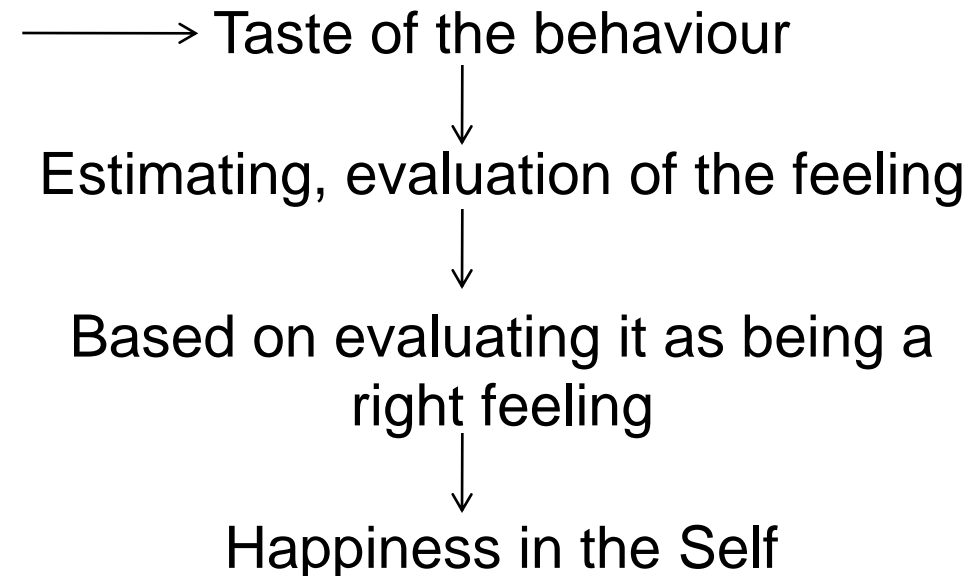 Taste of the behaviour
Estimating, evaluation of the feeling
Based on evaluating it as being a
right feeling
Happiness in the Self